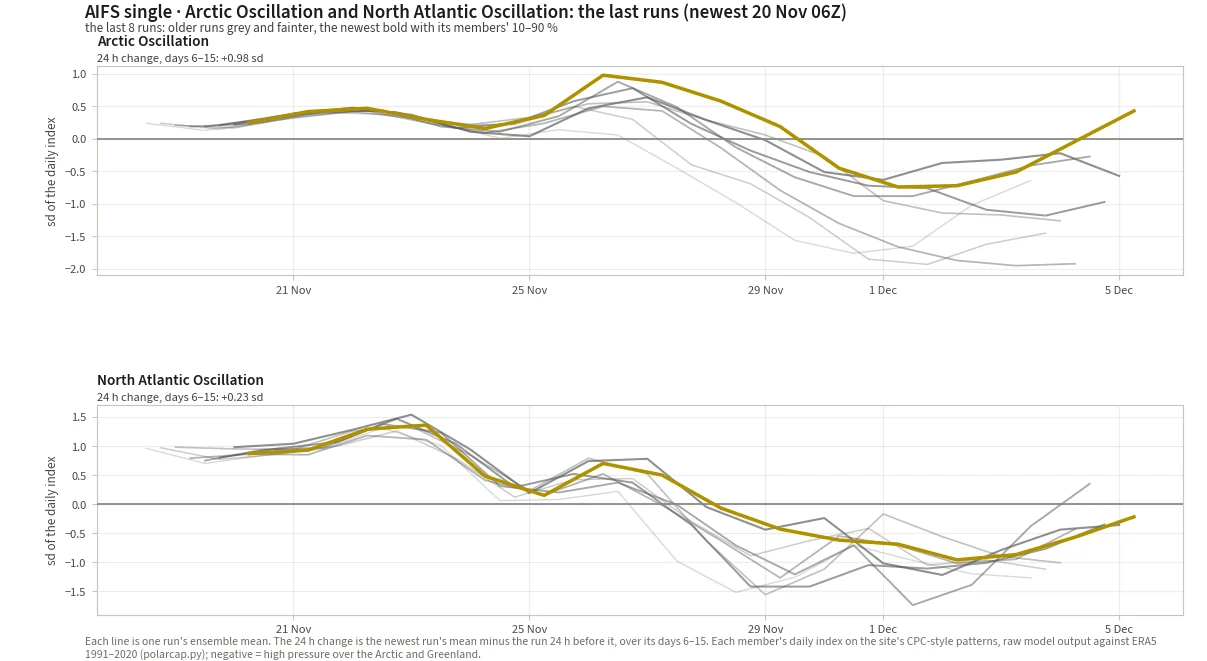 AIFS single · Arctic Oscillation and North Atlantic Oscillation: the last runs (newest 20 Nov 06Z)
the last 8 runs: older runs grey and fainter, the newest bold with its members' 10–90 %
Arctic Oscillation
24 h change, days 6–15: +0.98 sd
sd of the daily index
1.0
0.5
0.0
−0.5
−1.0
−1.5
−2.0
21 Nov 25 Nov 29 Nov 1 Dec 5 Dec
North Atlantic Oscillation
24 h change, days 6–15: +0.23 sd
sd of the daily index
1.5
1.0
0.5
0.0
−0.5
−1.0
−1.5
21 Nov 25 Nov 29 Nov 1 Dec 5 Dec
Each line is one run's ensemble mean. The 24 h change is the newest run's mean minus the run 24 h before it, over its days 6–15. Each member's daily index on the site's CPC-style patterns, raw model output against ERA5
1991–2020 (polarcap.py); negative = high pressure over the Arctic and Greenland.